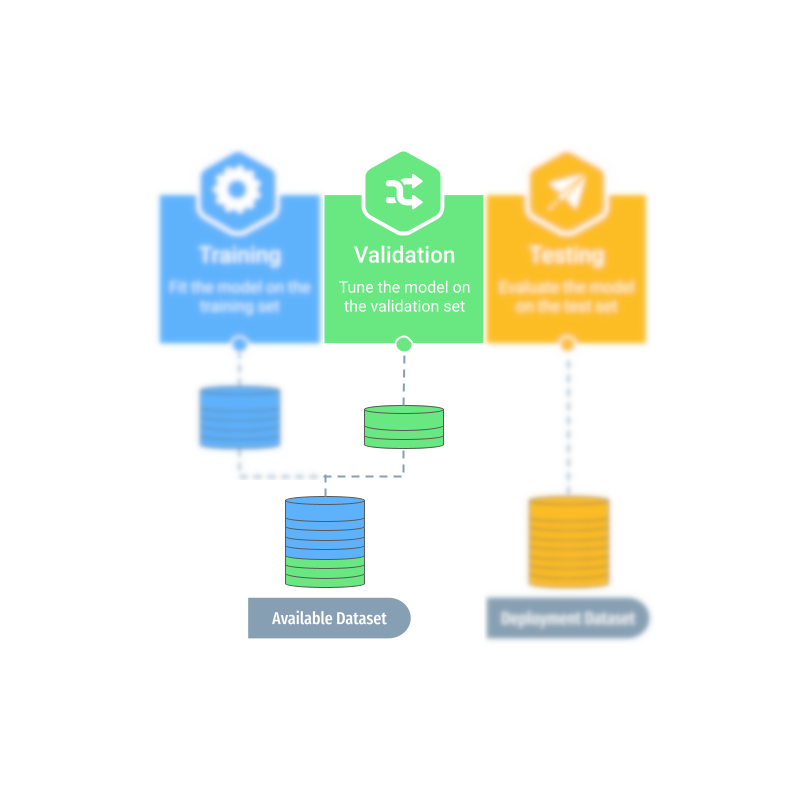 Training
Validation
Testing
Fit the model on the
training set
Tune the model on
the validation set
Evaluate the model
on the test set
Available Dataset
Deployment Dataset